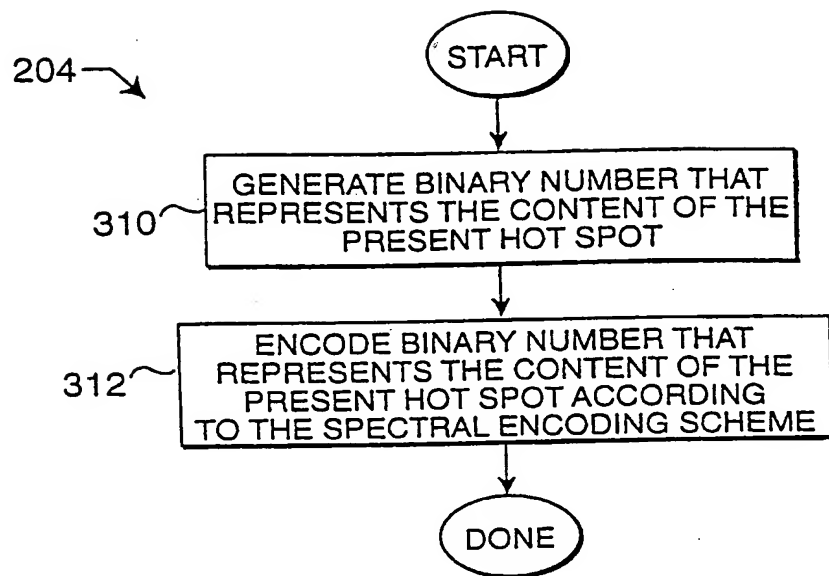 204
START
310
GENERATE BINARY NUMBER THAT
REPRESENTS THE CONTENT OF THE
PRESENT HOT SPOT
312
ENCODE BINARY NUMBER THAT
REPRESENTS THE CONTENT OF THE
PRESENT HOT SPOT ACCORDING
TO THE SPECTRAL ENCODING SCHEME
DONE